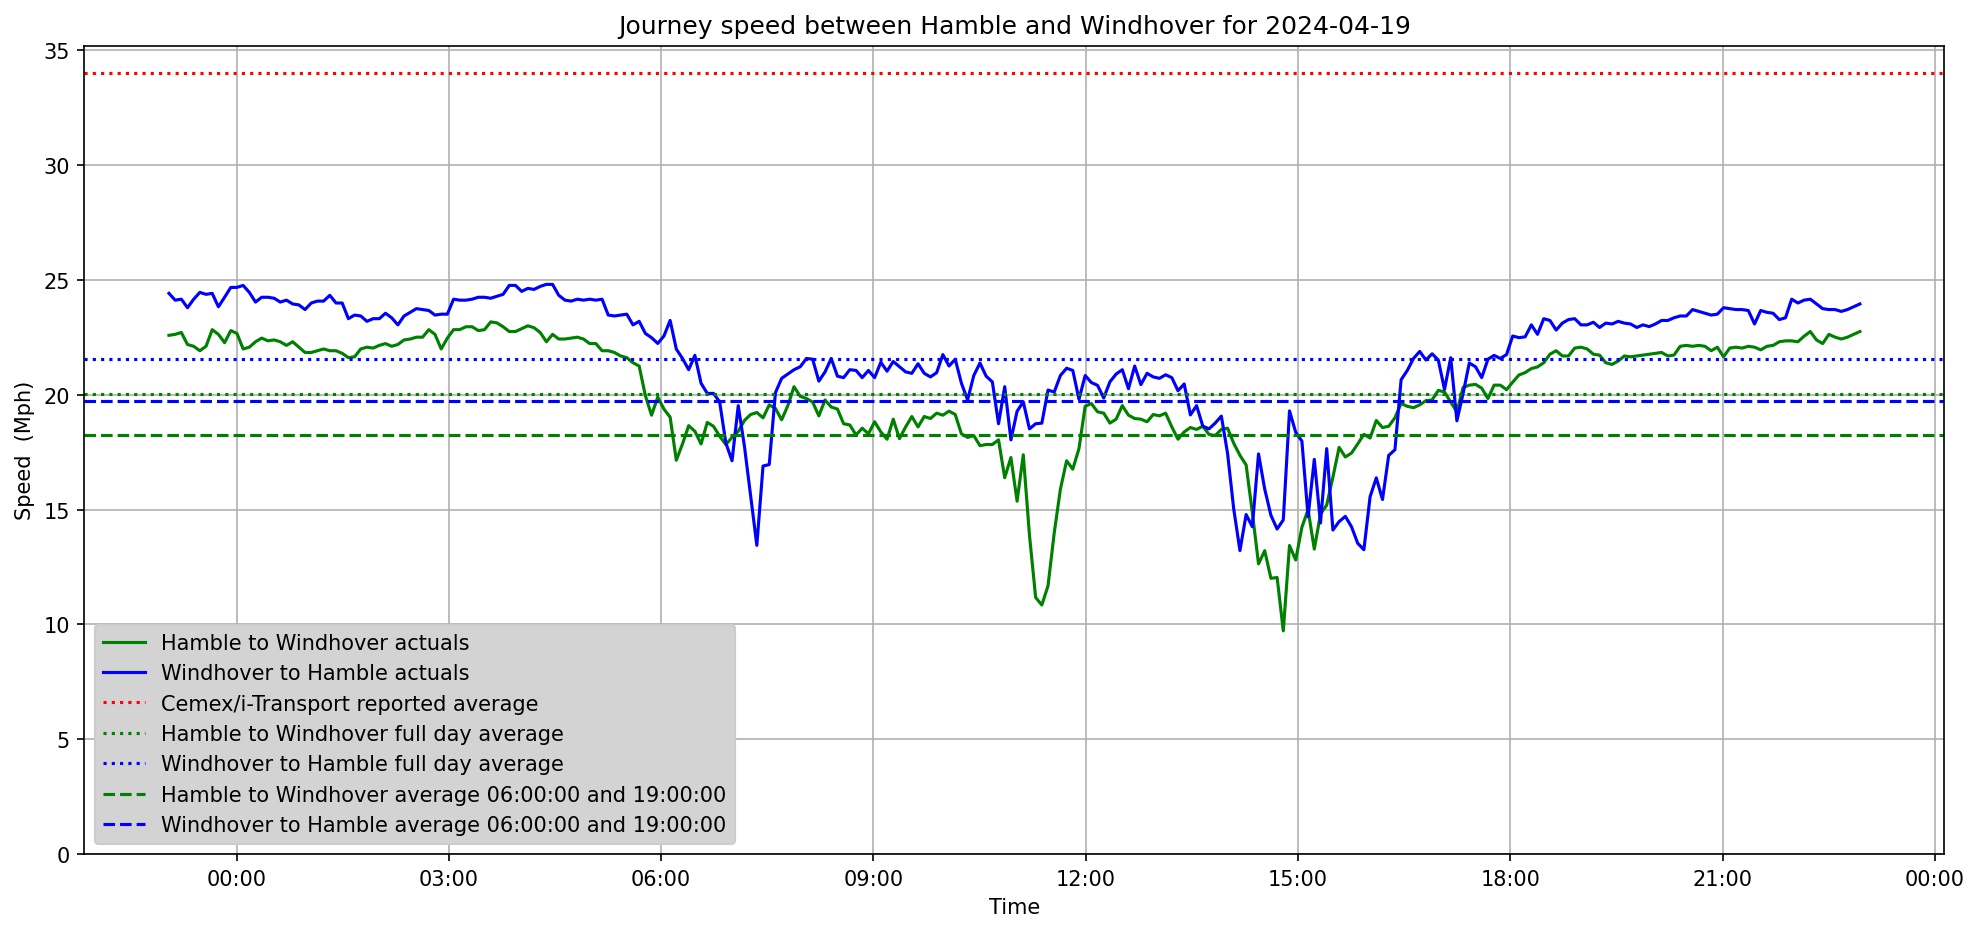 Journey speed between Hamble and Windhover for 2024-04-19
35
30
25
20
15
10
5
0
Speed (Mph)
Hamble to Windhover actuals
Windhover to Hamble actuals
Cemex/i-Transport reported average
Hamble to Windhover full day average
Windhover to Hamble full day average
Hamble to Windhover average 06:00:00 and 19:00:00
Windhover to Hamble average 06:00:00 and 19:00:00
00:00 03:00 06:00 09:00 12:00 15:00 18:00 21:00 00:00
Time